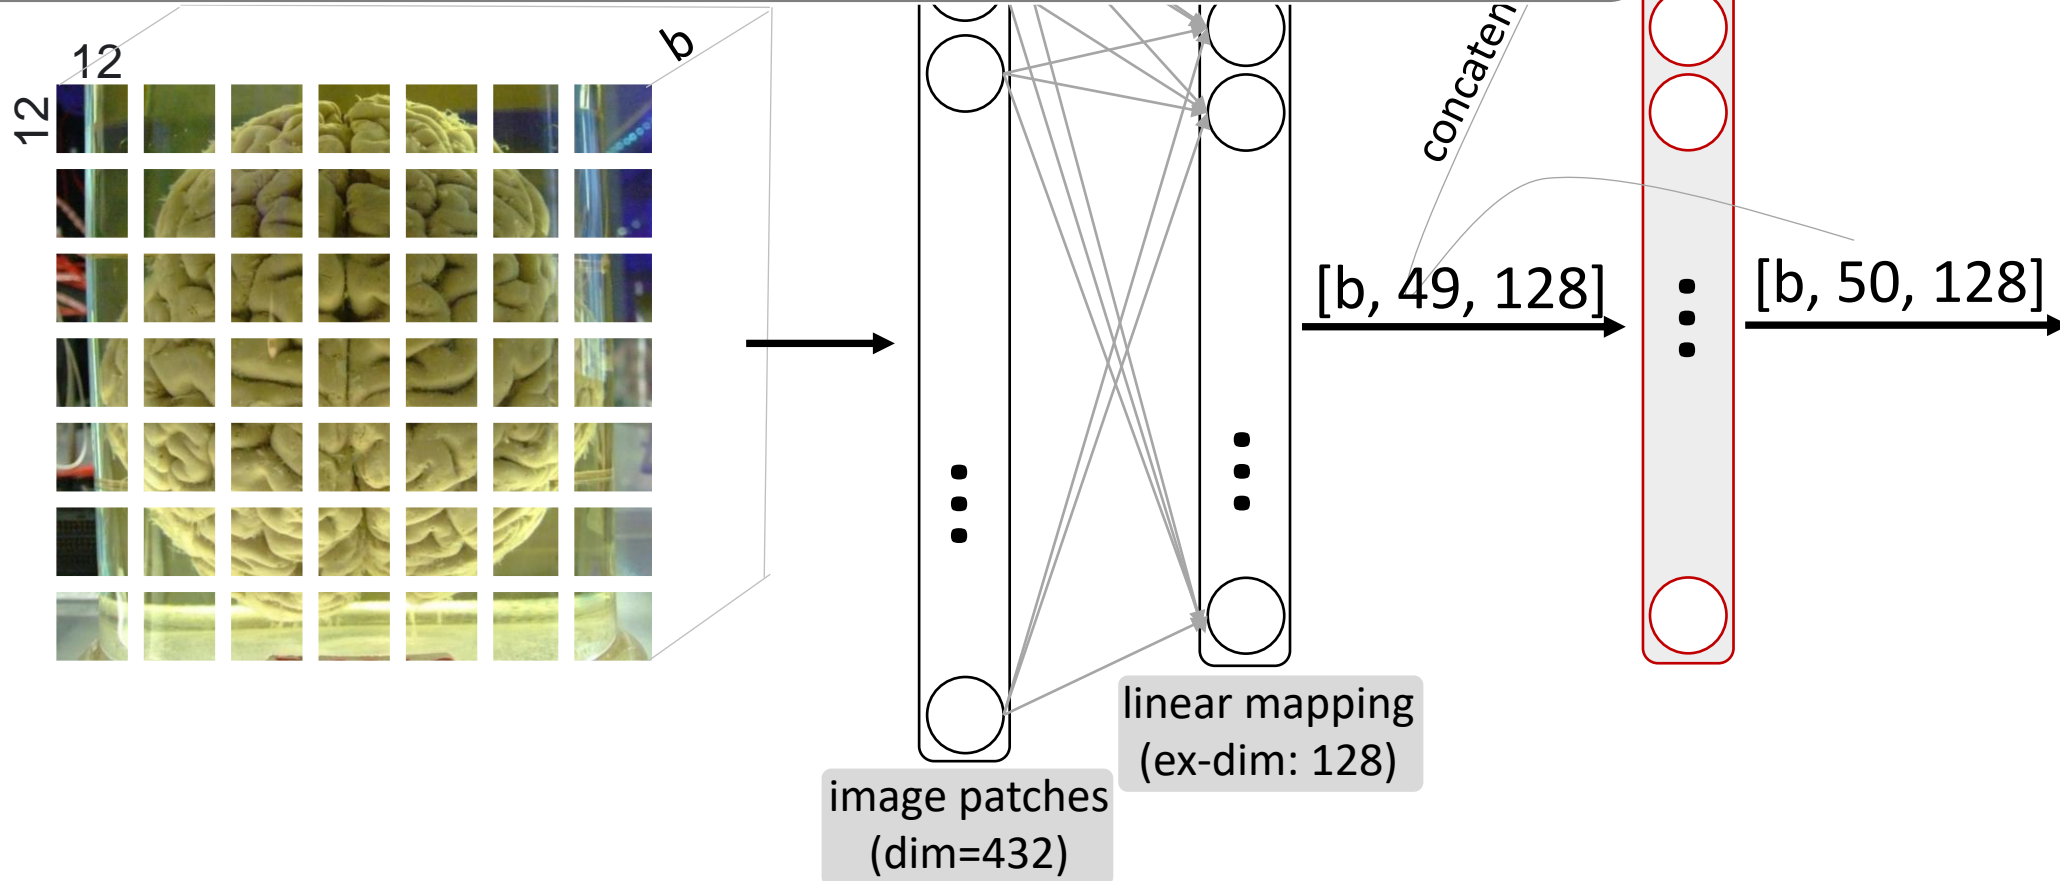 12
b
12
concaten
[b, 49, 128]
[b, 50, 128]
linear mapping
(ex-dim: 128)
image patches
(dim=432)